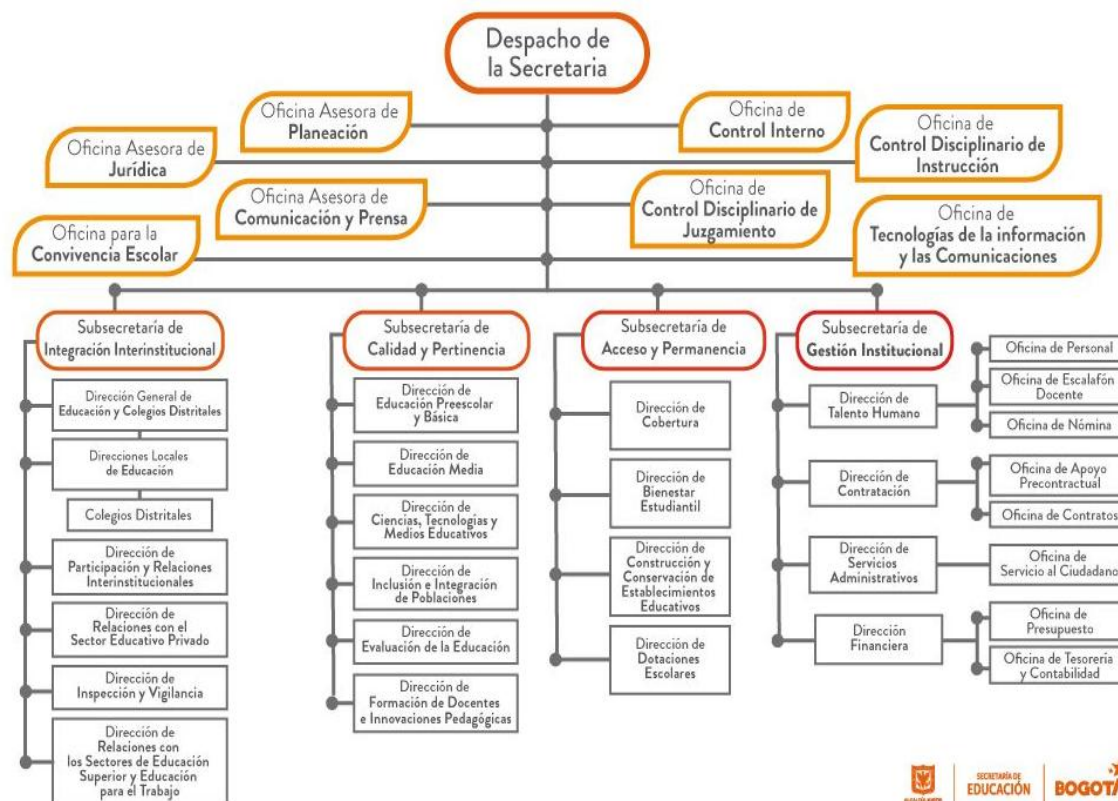 Despacho de
la Secretaria
Oficina Asesora de
Planeación
Oficina de
Control Interno
Oficina Asesora de
Jurídica
Oficina de
Control Disciplinario de
Instrucción
Oficina Asesora de
Comunicación y Prensa
Oficina de
Control Disciplinario de
Juzgamiento
Oficina para la
Convivencia Escolar
Oficina de
Tecnologías de la información
y las Comunicaciones
Subsecretaría de
Integración Interinstitucional
Dirección General de
Educación y Colegios Distritales
Direcciones Locales
de Educación
Colegios Distritales
Dirección de
Participación y Relaciones
Interinstitucionales
Dirección de
Relaciones con el
Sector Educativo Privado
Dirección de
Inspección y Vigilancia
Dirección de
Relaciones con
los Sectores de Educación
Superior y Educación
para el Trabajo
Subsecretaría de
Calidad y Pertinencia
Dirección de
Educación Preescolar
y Básica
Dirección de
Educación Media
Dirección de
Ciencias, Tecnologías y
Medios Educativos
Dirección de
Inclusión e Integración
de Poblaciones
Dirección de
Evaluación de la Educación
Dirección de
Formación de Docentes
e Innovaciones Pedagógicas
Subsecretaría de
Acceso y Permanencia
Dirección de
Cobertura
Dirección de
Bienestar
Estudiantil
Dirección de
Construcción y
Conservación de
Establecimientos
Educativos
Dirección de
Dotaciones
Escolares
Subsecretaría de
Gestión Institucional
Dirección de
Talento Humano
Oficina de Personal
Oficina de Escalafón
Docente
Oficina de Nómina
Dirección de
Contratación
Oficina de Apoyo
Precontractual
Oficina de Contratos
Dirección de
Servicios
Administrativos
Oficina de
Servicio al Ciudadano
Dirección
Financiera
Oficina de
Presupuesto
Oficina de Tesorería
y Contabilidad
SECRETARÍA DE
EDUCACIÓN
BOGOTÁ